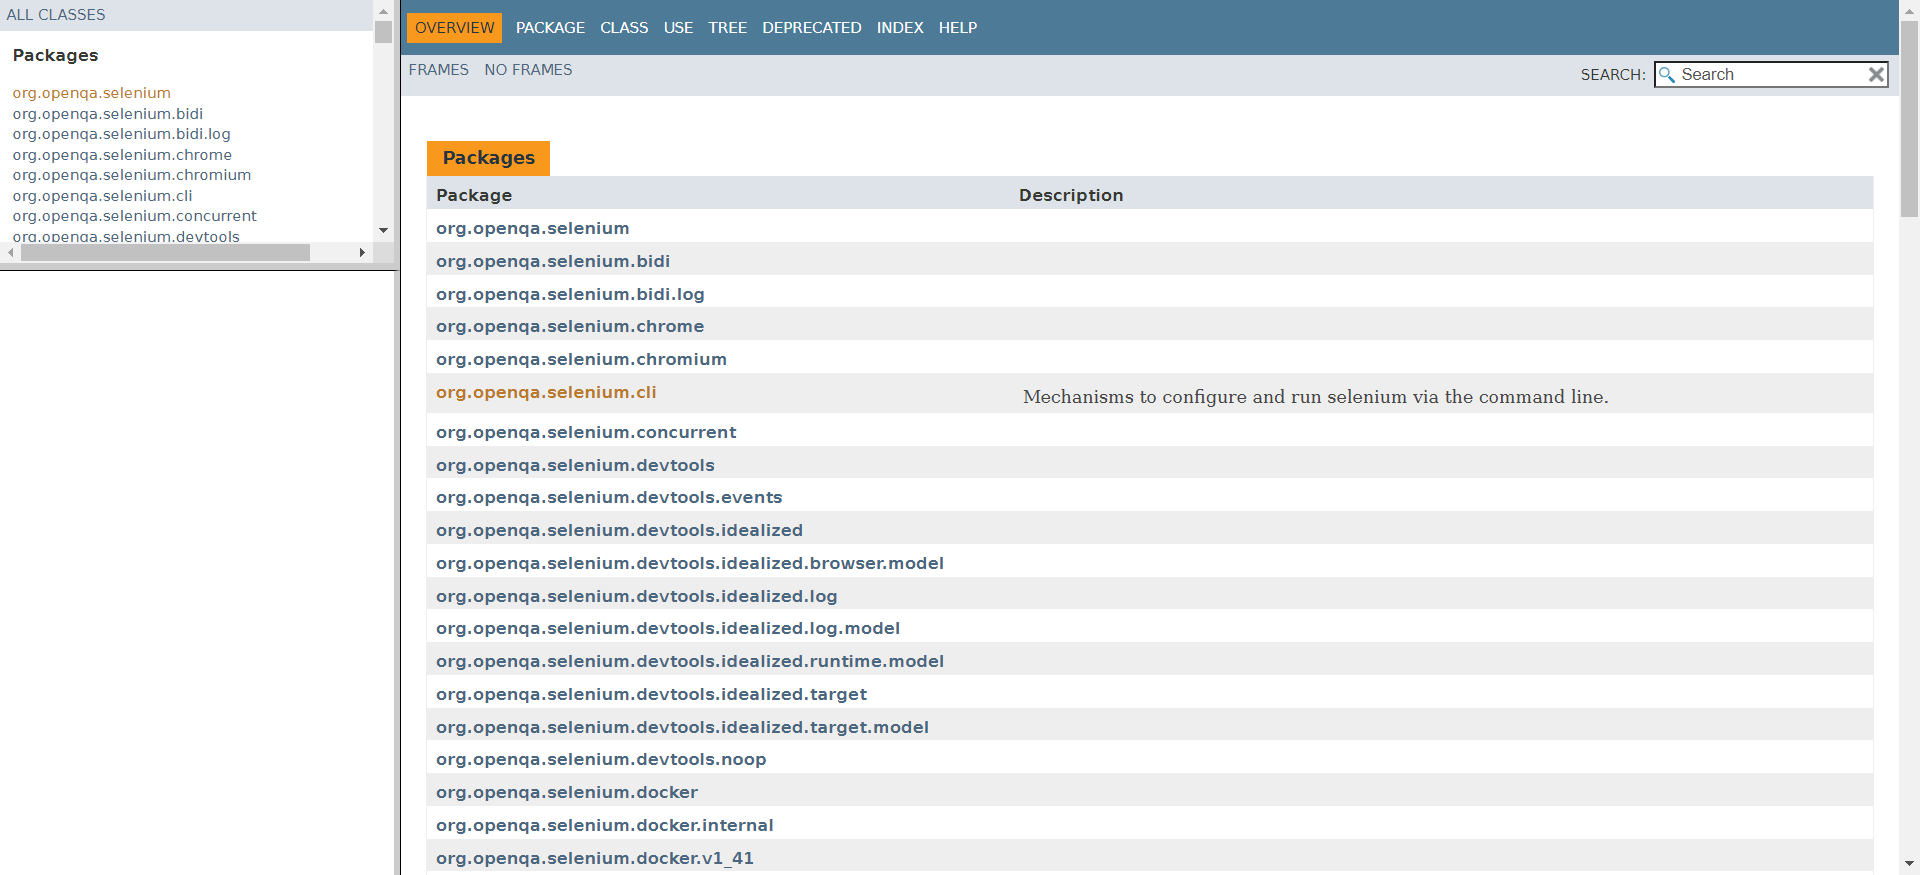 ALL CLASSES
Packages
org.openqa.selenium
org.openqa.selenium.bidi
org.openqa.selenium.bidi.log
org.openqa.selenium.chrome
org.openqa.selenium.chromium
org.openqa.selenium.cli
org.openqa.selenium.concurrent
org.openqa.selenium.devtools
OVERVIEW PACKAGE CLASS USE TREE DEPRECATED INDEX HELP
FRAMES NO FRAMES
SEARCH: Search
Packages
Package Description
org.openqa.selenium
org.openqa.selenium.bidi
org.openqa.selenium.bidi.log
org.openqa.selenium.chrome
org.openqa.selenium.chromium
org.openqa.selenium.cli Mechanisms to configure and run selenium via the command line.
org.openqa.selenium.concurrent
org.openqa.selenium.devtools
org.openqa.selenium.devtools.events
org.openqa.selenium.devtools.idealized
org.openqa.selenium.devtools.idealized.browser.model
org.openqa.selenium.devtools.idealized.log
org.openqa.selenium.devtools.idealized.log.model
org.openqa.selenium.devtools.idealized.runtime.model
org.openqa.selenium.devtools.idealized.target
org.openqa.selenium.devtools.idealized.target.model
org.openqa.selenium.devtools.noop
org.openqa.selenium.docker
org.openqa.selenium.docker.internal
org.openqa.selenium.docker.v1_41